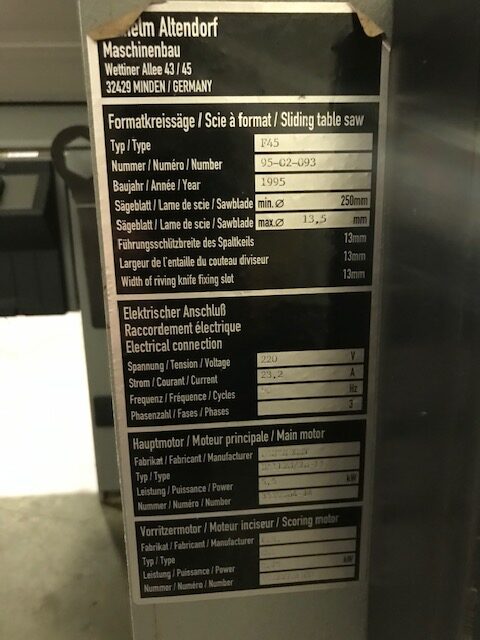 helm Altendorf
Maschinenbau
Wettiner Allee 43 / 45
32429 MINDEN / GERMANY
Formatkreissäge / Scie à format / Sliding table saw
Typ / Type F45
Nummer / Numéro / Number 95-02-093
Baujahr / Année / Year 1995
Sägeblatt / Lame de scie / Sawblade min. ⌀ 250mm
Sägeblatt / Lame de scie / Sawblade max. ⌀ 13,5 mm
Führungsschlitzbreite des Spaltkeils 13mm
Largeur de l'entaille du couteau diviseur 13mm
Width of riving knife fixing slot 13mm
Elektrischer Anschluß
Raccordement électrique
Electrical connection
Spannung / Tension / Voltage 220 V
Strom / Courant / Current 23,2 A
Frequenz / Fréquence / Cycles Hz
Phasenzahl / Fases / Phases 3
Hauptmotor / Moteur principale / Main motor
Fabrikat / Fabricant / Manufacturer
Typ / Type
Leistung / Puissance / Power kW
Nummer / Numéro / Number
Vorritzermotor / Moteur inciseur / Scoring motor
Fabrikat / Fabricant / Manufacturer
Typ / Type
Leistung / Puissance / Power kW
Nummer / Numéro / Number